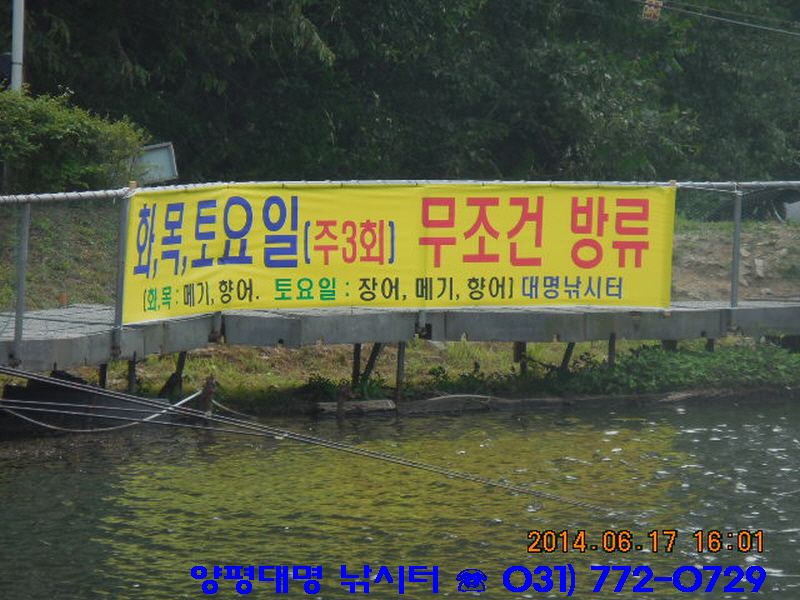 화,목,토요일(주3회) 무조건 방류
(화,목 : 메기, 향어. 토요일 : 장어, 메기, 향어) 대명낚시터
2014.06.17 16:01
양평대명 낚시터 ☎ 031) 772-0729